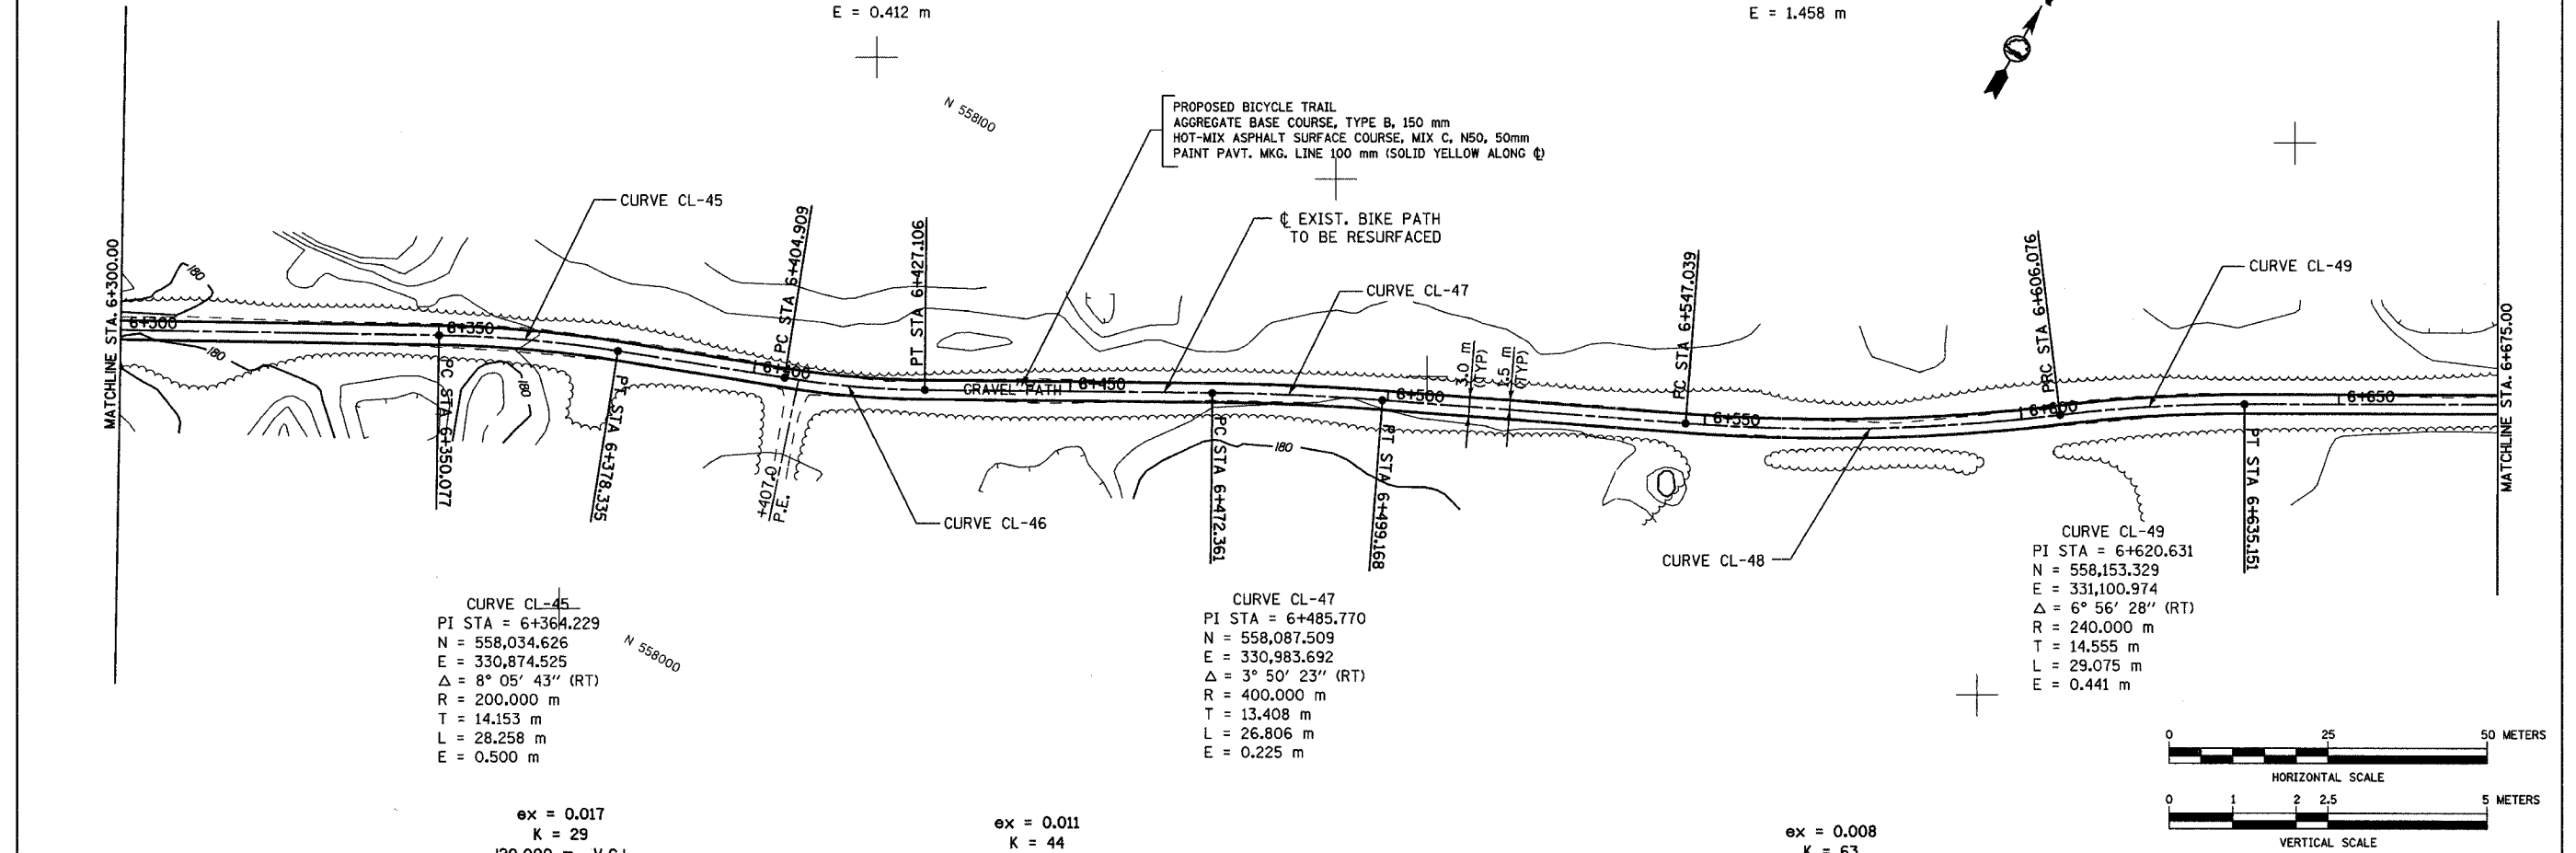 E = 0.412 m
E = 1.458 m
N 558100
PROPOSED BICYCLE TRAIL
AGGREGATE BASE COURSE, TYPE B, 150 mm
HOT-MIX ASPHALT SURFACE COURSE, MIX C, N50, 50mm
PAINT PAVT. MKG. LINE 100 mm (SOLID YELLOW ALONG ℄)
CURVE CL-45
℄ EXIST. BIKE PATH
TO BE RESURFACED
CURVE CL-47
CURVE CL-49
MATCHLINE STA. 6+300.00
180
6+300
180
6+350
PC STA 6+350.077
180
PT STA 6+378.335
PC STA 6+404.909
6+400
+407.0
P.E.
PT STA 6+427.106
GRAVEL PATH
6+450
PC STA 6+472.361
180
PT STA 6+499.168
6+500
3.0 m
(TYP)
1.5 m
(TYP)
PC STA 6+547.039
6+550
PRC STA 6+606.076
6+600
6+650
PT STA 6+635.151
MATCHLINE STA. 6+675.00
CURVE CL-46
CURVE CL-48
CURVE CL-45
PI STA = 6+364.229
N = 558,034.626
E = 330,874.525
Δ = 8° 05' 43" (RT)
R = 200.000 m
T = 14.153 m
L = 28.258 m
E = 0.500 m
N 558000
CURVE CL-47
PI STA = 6+485.770
N = 558,087.509
E = 330,983.692
Δ = 3° 50' 23" (RT)
R = 400.000 m
T = 13.408 m
L = 26.806 m
E = 0.225 m
CURVE CL-49
PI STA = 6+620.631
N = 558,153.329
E = 331,100.974
Δ = 6° 56' 28" (RT)
R = 240.000 m
T = 14.555 m
L = 29.075 m
E = 0.441 m
0 25 50 METERS
HORIZONTAL SCALE
0 1 2 2.5 5 METERS
VERTICAL SCALE
ex = 0.017
K = 29
ex = 0.011
K = 44
ex = 0.008
K = 63